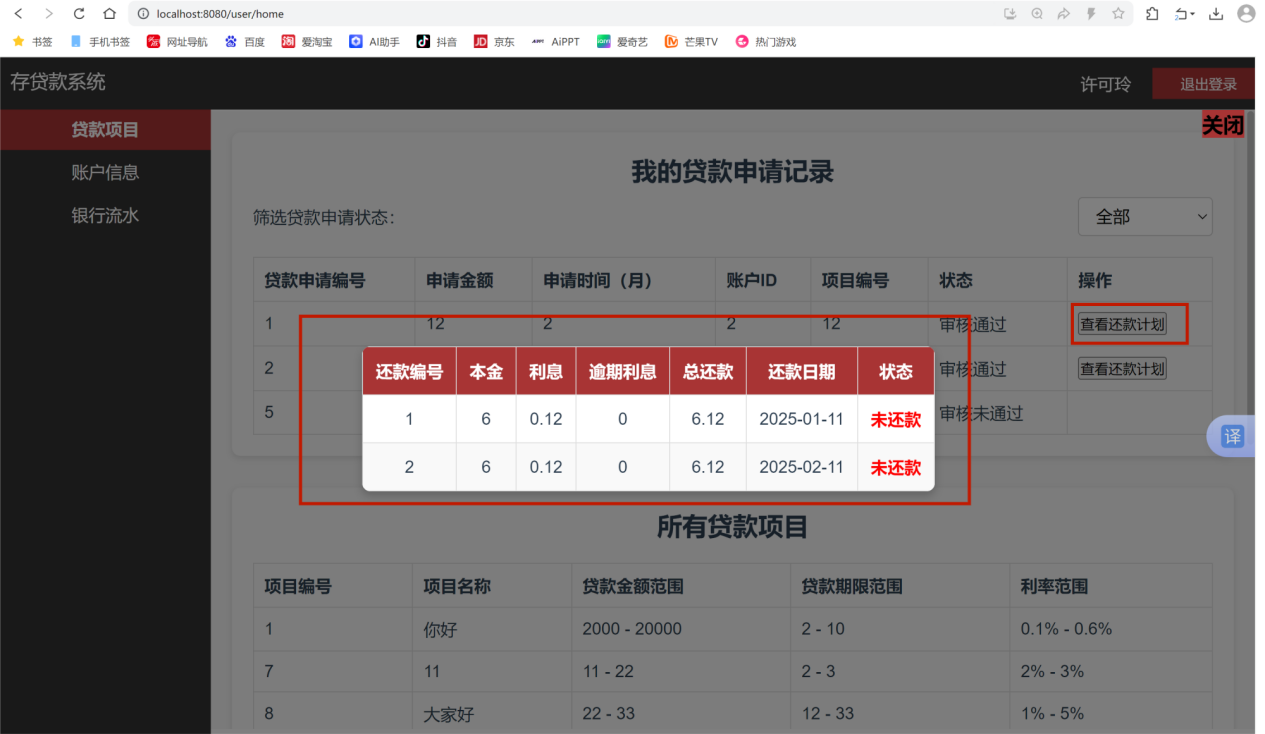 localhost:8080/user/home
书签 手机书签 网址导航 百度 爱淘宝 AI助手 抖音 京东 AiPPT 爱奇艺 芒果TV 热门游戏
存贷款系统 许可玲 退出登录
贷款项目 关闭
账户信息
银行流水
我的贷款申请记录
筛选贷款申请状态: 全部
贷款申请编号 申请金额 申请时间（月） 账户ID 项目编号 状态 操作
1 12 2 2 12 审核通过 查看还款计划
2 审核通过 查看还款计划
5 审核未通过
还款编号 本金 利息 逾期利息 总还款 还款日期 状态
1 6 0.12 0 6.12 2025-01-11 未还款
2 6 0.12 0 6.12 2025-02-11 未还款
译
所有贷款项目
项目编号 项目名称 贷款金额范围 贷款期限范围 利率范围
1 你好 2000 - 20000 2 - 10 0.1% - 0.6%
7 11 11 - 22 2 - 3 2% - 3%
8 大家好 22 - 33 12 - 33 1% - 5%